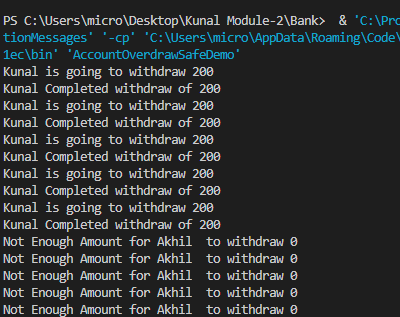 PS C:\Users\micro\Desktop\Kunal Module-2\Bank>  & 'C:\Pro
tionMessages' '-cp' 'C:\Users\micro\AppData\Roaming\Code\
1ec\bin' 'AccountOverdrawSafeDemo'
Kunal is going to withdraw 200
Kunal Completed withdraw of 200
Kunal is going to withdraw 200
Kunal Completed withdraw of 200
Kunal is going to withdraw 200
Kunal Completed withdraw of 200
Kunal is going to withdraw 200
Kunal Completed withdraw of 200
Kunal is going to withdraw 200
Kunal Completed withdraw of 200
Not Enough Amount for Akhil  to withdraw 0
Not Enough Amount for Akhil  to withdraw 0
Not Enough Amount for Akhil  to withdraw 0
Not Enough Amount for Akhil  to withdraw 0
Not Enough Amount for Akhil  to withdraw 0